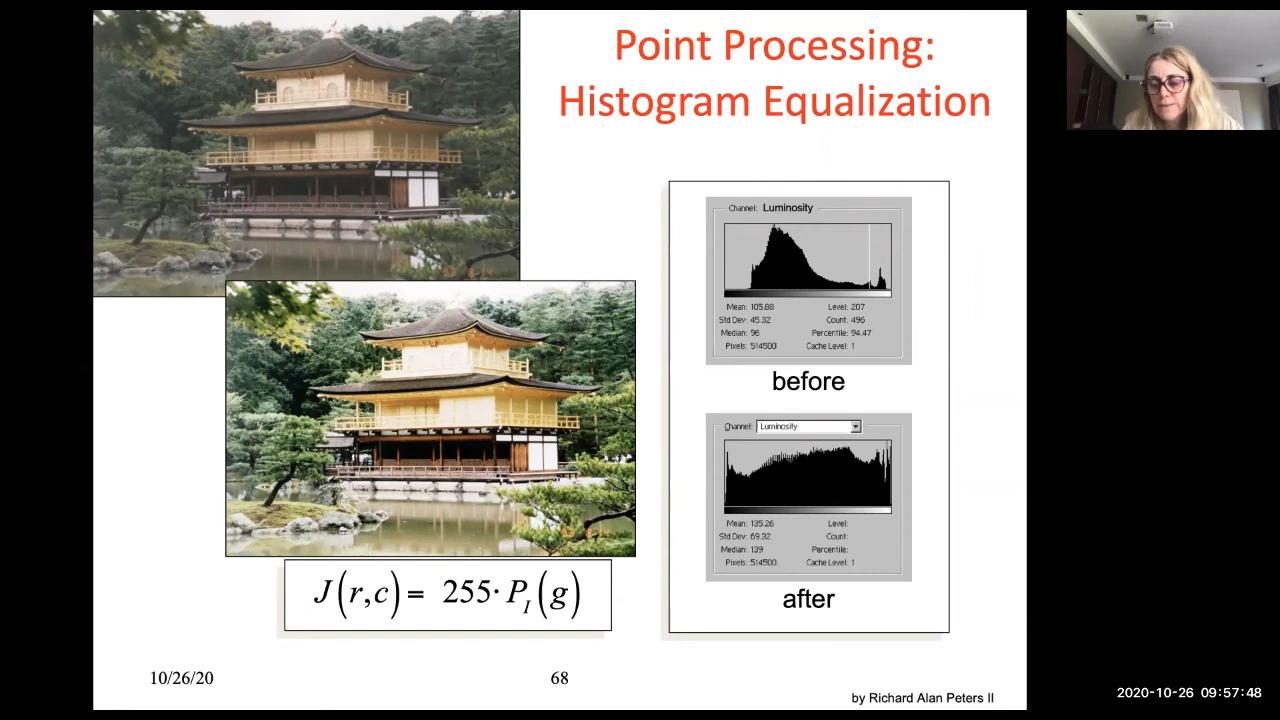 Point Processing:
Histogram Equalization
Channel: Luminosity
Mean: 105.88 Level: 207
Std Dev: 45.32 Count: 496
Median: 96 Percentile: 94.47
Pixels: 514500 Cache Level: 1
before
Channel: Luminosity
Mean: 135.26 Level:
Std Dev: 69.32 Count:
Median: 139 Percentile:
Pixels: 514500 Cache Level: 1
after
J(r,c) = 255·P_I(g)
10/26/20
68
by Richard Alan Peters II
2020-10-26 09:57:48